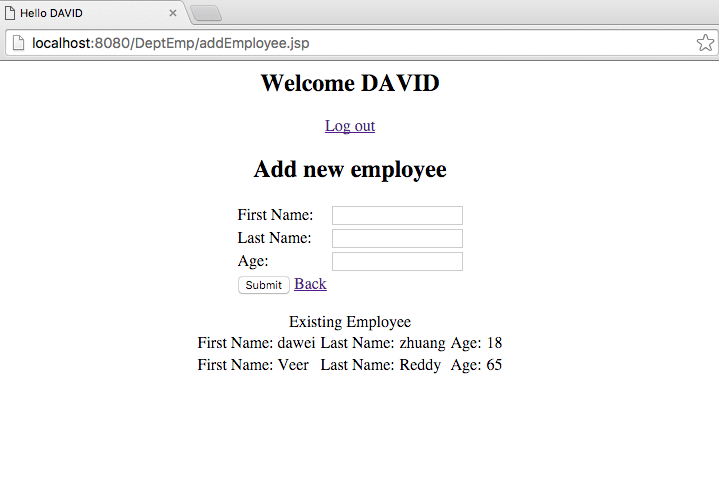 Hello DAVID
localhost:8080/DeptEmp/addEmployee.jsp
Welcome DAVID
Log out
Add new employee
First Name:
Last Name:
Age:
Submit Back
Existing Employee
First Name: dawei Last Name: zhuang Age: 18
First Name: Veer Last Name: Reddy Age: 65